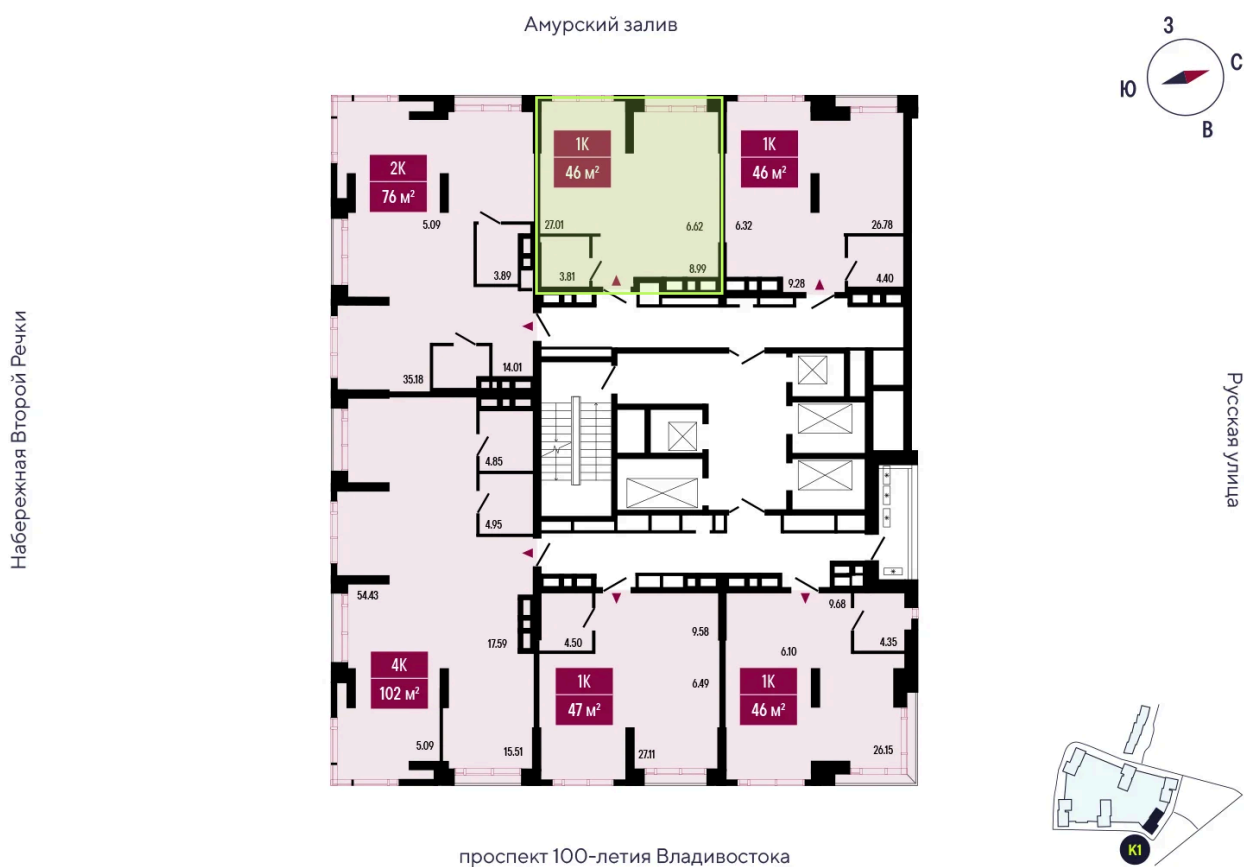 Амурский залив
З
С
Ю
В
2К
76 м²
5.09
3.89
35.18
14.01
1К
46 м²
27.01
6.62
3.81
8.99
1К
46 м²
6.32
26.78
9.28
4.40
Набережная Второй Речки
Русская улица
4.85
4.95
54.43
17.59
4К
102 м²
5.09
15.51
4.50
9.58
1К
47 м²
6.49
27.11
9.68
4.35
6.10
1К
46 м²
26.15
К1
проспект 100-летия Владивостока